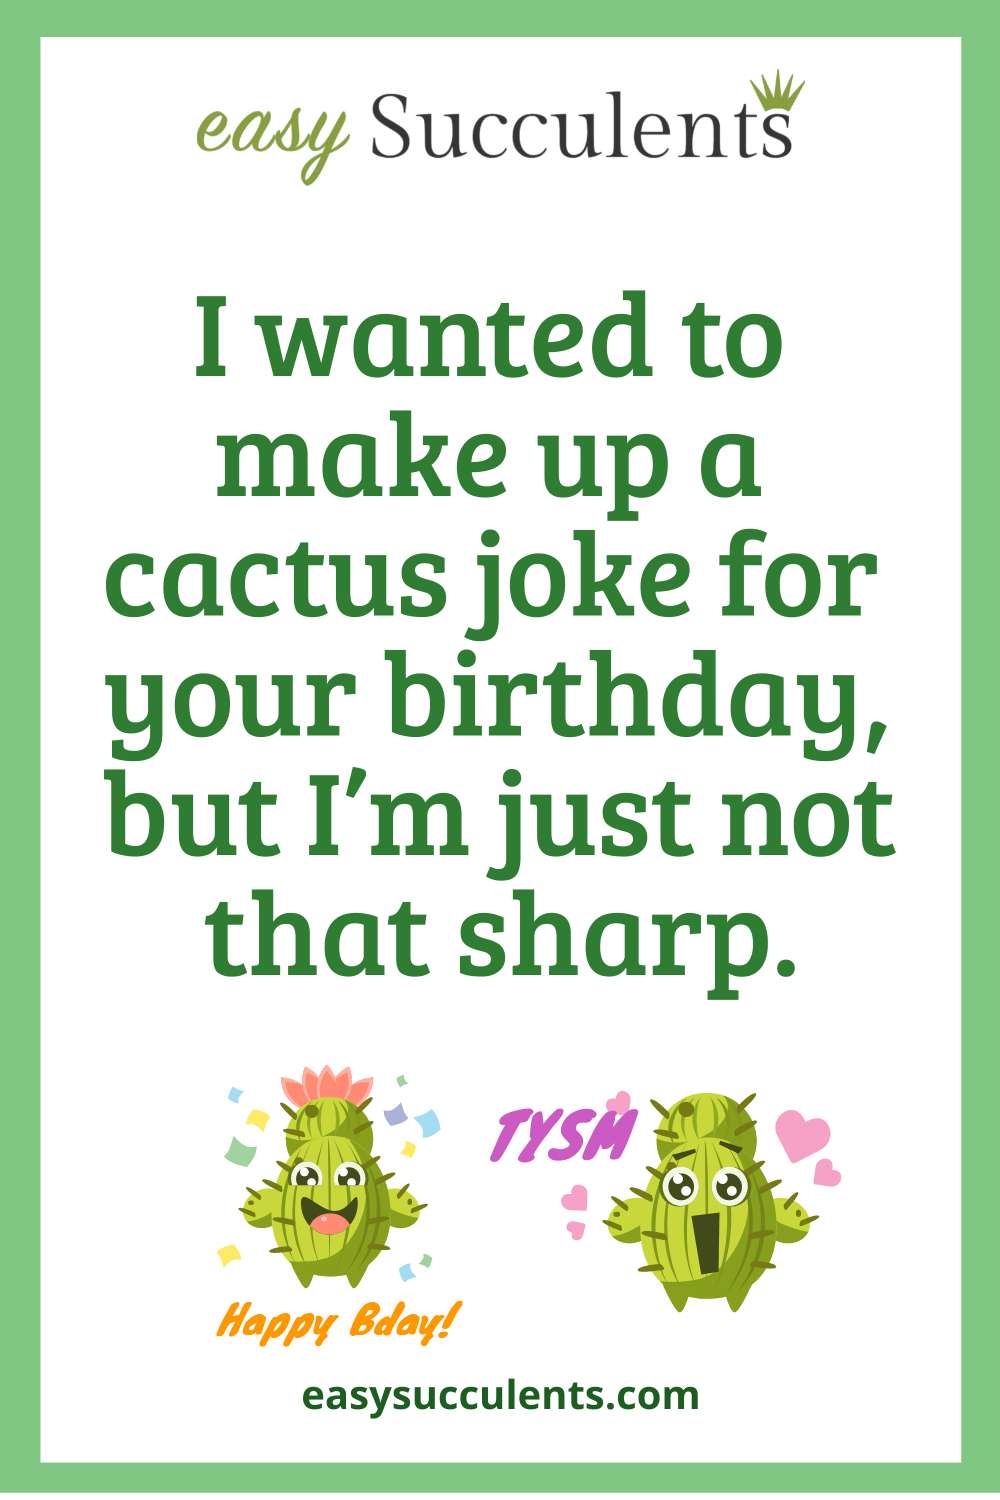 easy Succulents
I wanted to
make up a
cactus joke for
your birthday,
but I’m just not
that sharp.
TYSM
Happy Bday!
easysucculents.com